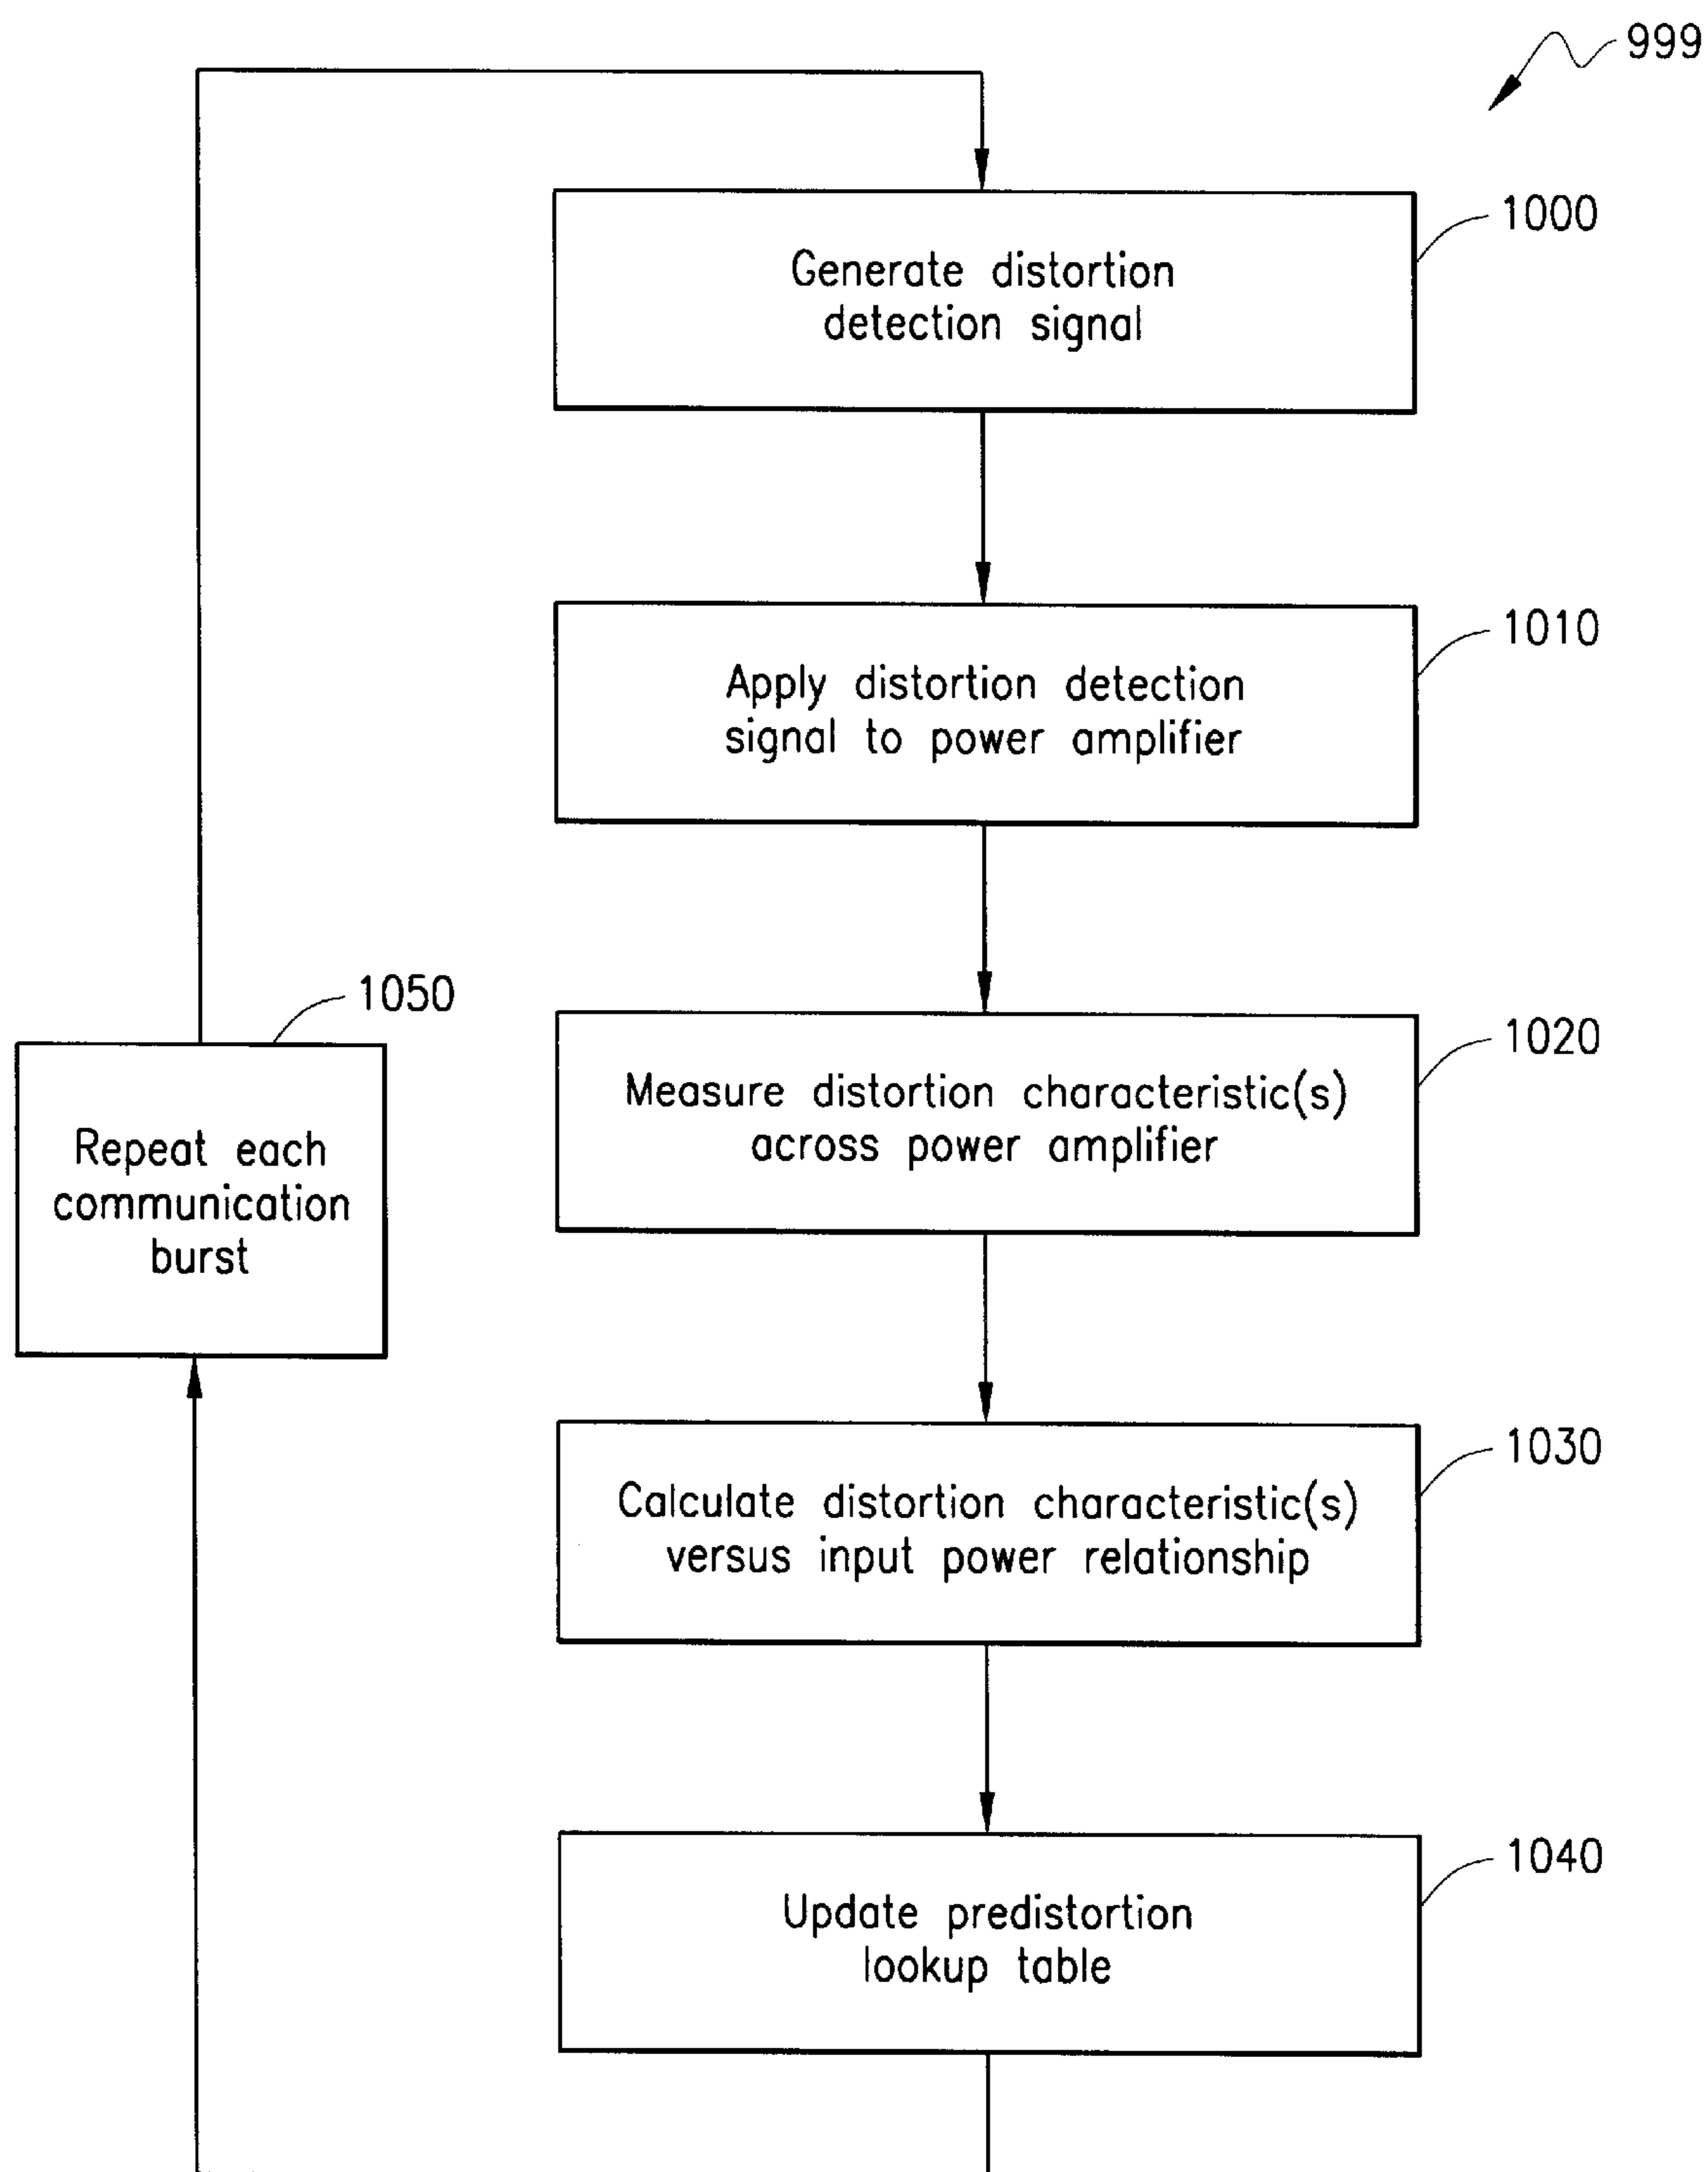 999
1000
Generate distortion
detection signal
1010
Apply distortion detection
signal to power amplifier
1020
Measure distortion characteristic(s)
across power amplifier
1030
Calculate distortion characteristic(s)
versus input power relationship
1040
Update predistortion
lookup table
1050
Repeat each
communication
burst